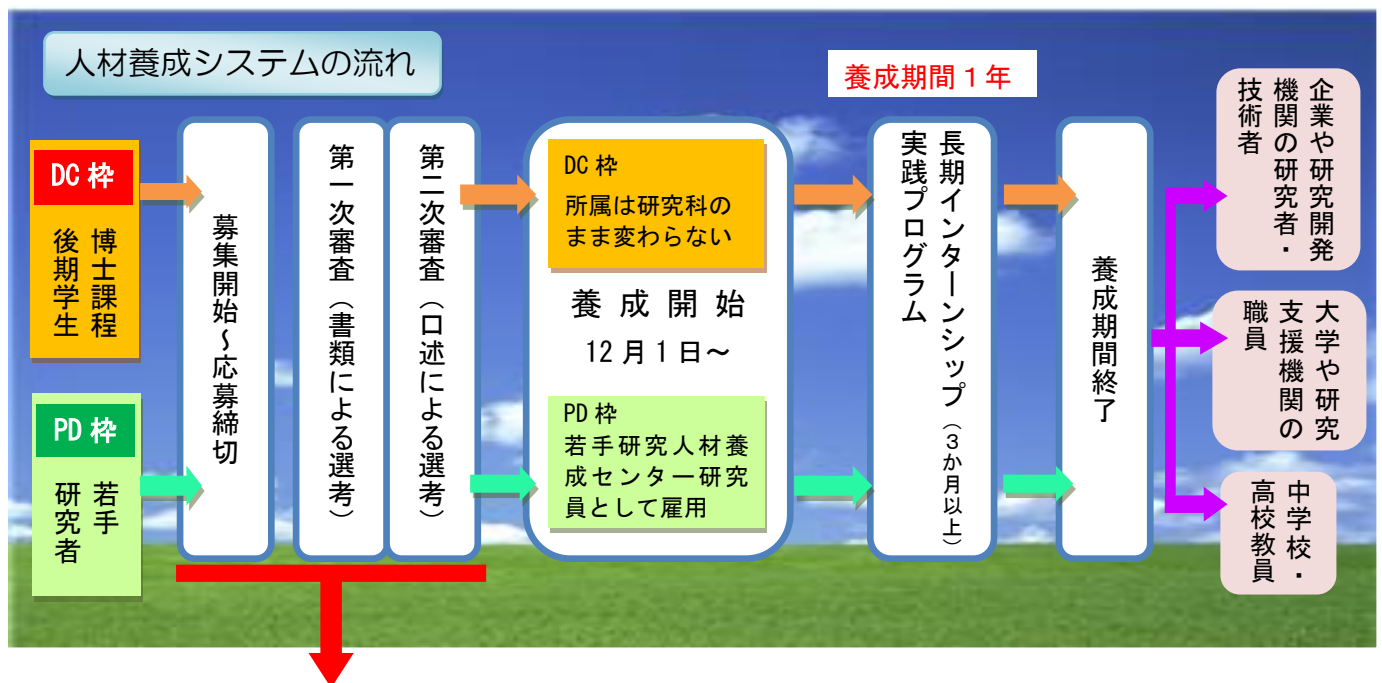 人材養成システムの流れ
養成期間１年
DC 枠
博士課程
後期学生
PD 枠
若手
研究者
募集開始～応募締切
第一次審査（書類による選考）
第二次審査（口述による選考）
DC 枠
所属は研究科の
まま変わらない
養成開始
12月1日～
PD 枠
若手研究人材養
成センター研究
員として雇用
長期インターンシップ（３か月以上）
実践プログラム
養成期間終了
企業や研究開発
機関の研究者・
技術者
大学や研究
支援機関の
職員
中学校・
高校教員